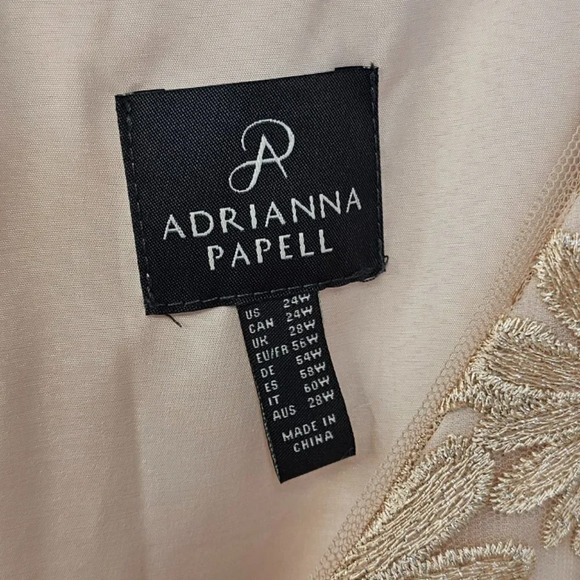 ADRIANNA
PAPELL
US 24W
CAN 24W
UK 28W
EU/FR 56W
DE 54W
ES 58W
IT 60W
AUS 28W
MADE IN
CHINA